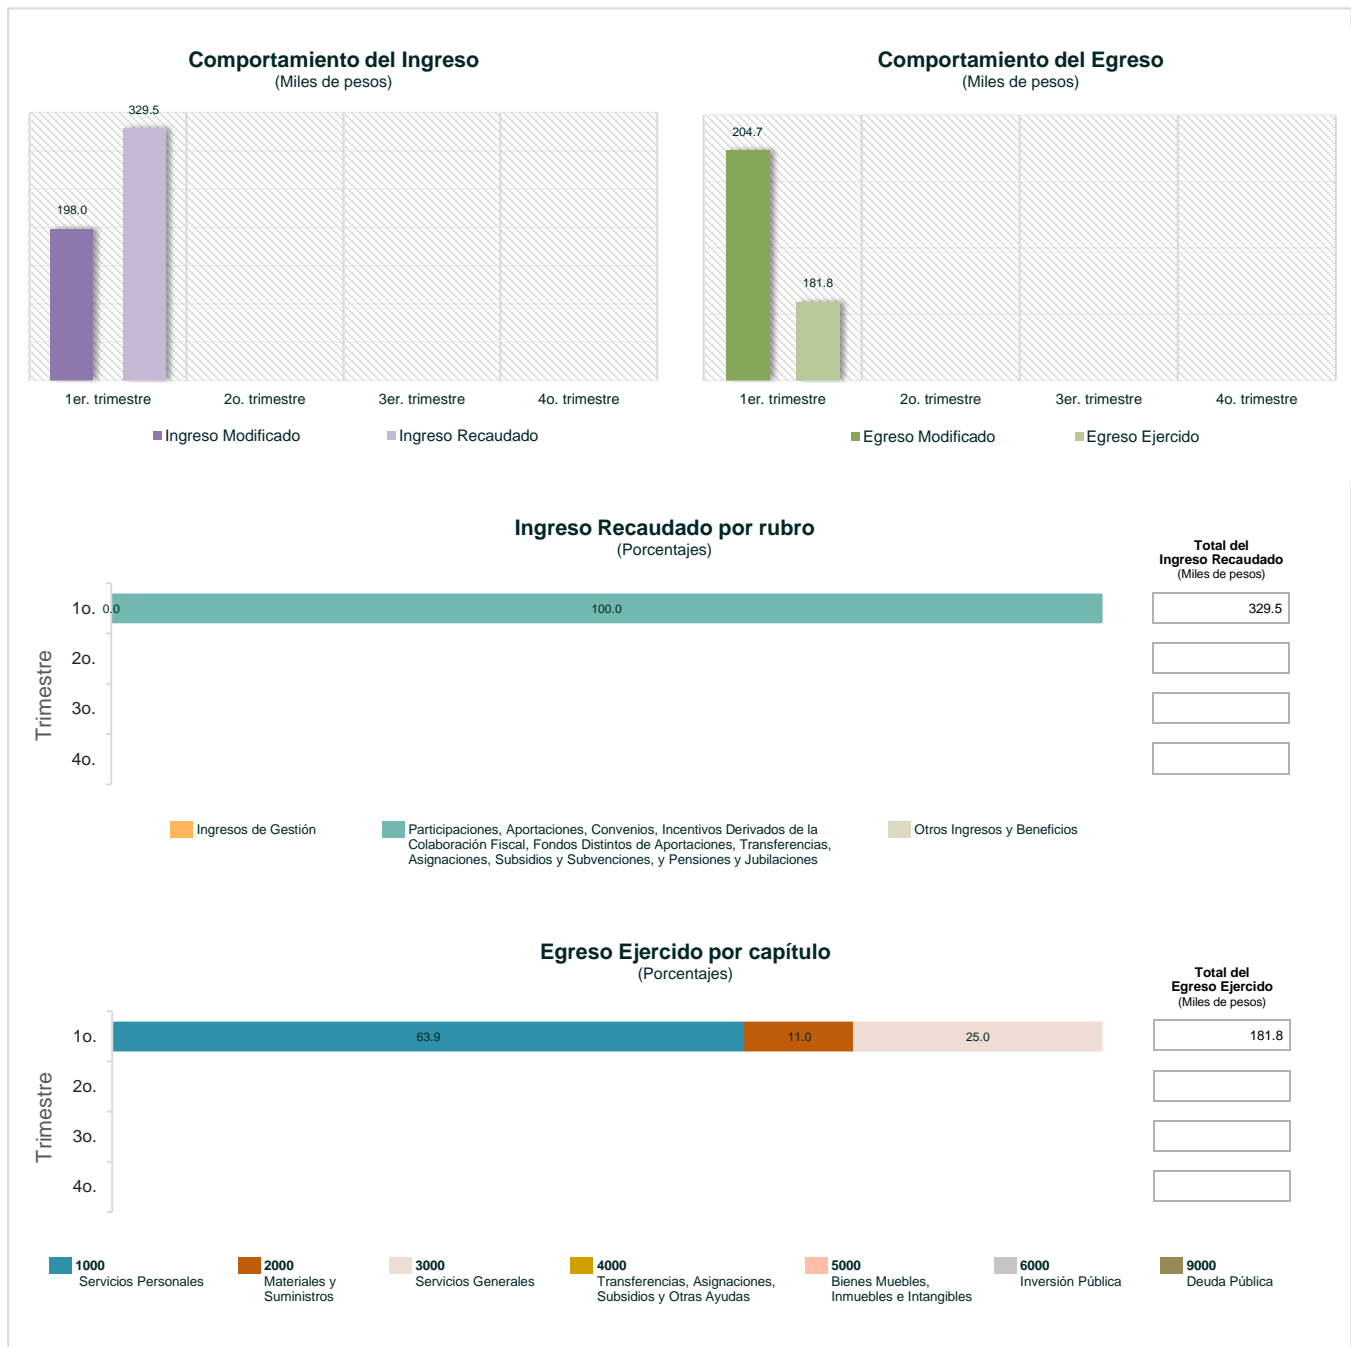 Comportamiento del Ingreso
(Miles de pesos)
329.5
198.0
1er. trimestre
2o. trimestre
3er. trimestre
4o. trimestre
Ingreso Modificado
Ingreso Recaudado
Comportamiento del Egreso
(Miles de pesos)
204.7
181.8
1er. trimestre
2o. trimestre
3er. trimestre
4o. trimestre
Egreso Modificado
Egreso Ejercido
Ingreso Recaudado por rubro
(Porcentajes)
Total del
Ingreso Recaudado
(Miles de pesos)
Trimestre
1o.
0.0
100.0
329.5
2o.
3o.
4o.
Ingresos de Gestión
Participaciones, Aportaciones, Convenios, Incentivos Derivados de la
Colaboración Fiscal, Fondos Distintos de Aportaciones, Transferencias,
Asignaciones, Subsidios y Subvenciones, y Pensiones y Jubilaciones
Otros Ingresos y Beneficios
Egreso Ejercido por capítulo
(Porcentajes)
Total del
Egreso Ejercido
(Miles de pesos)
Trimestre
1o.
63.9
11.0
25.0
181.8
2o.
3o.
4o.
1000
Servicios Personales
2000
Materiales y
Suministros
3000
Servicios Generales
4000
Transferencias, Asignaciones,
Subsidios y Otras Ayudas
5000
Bienes Muebles,
Inmuebles e Intangibles
6000
Inversión Pública
9000
Deuda Pública